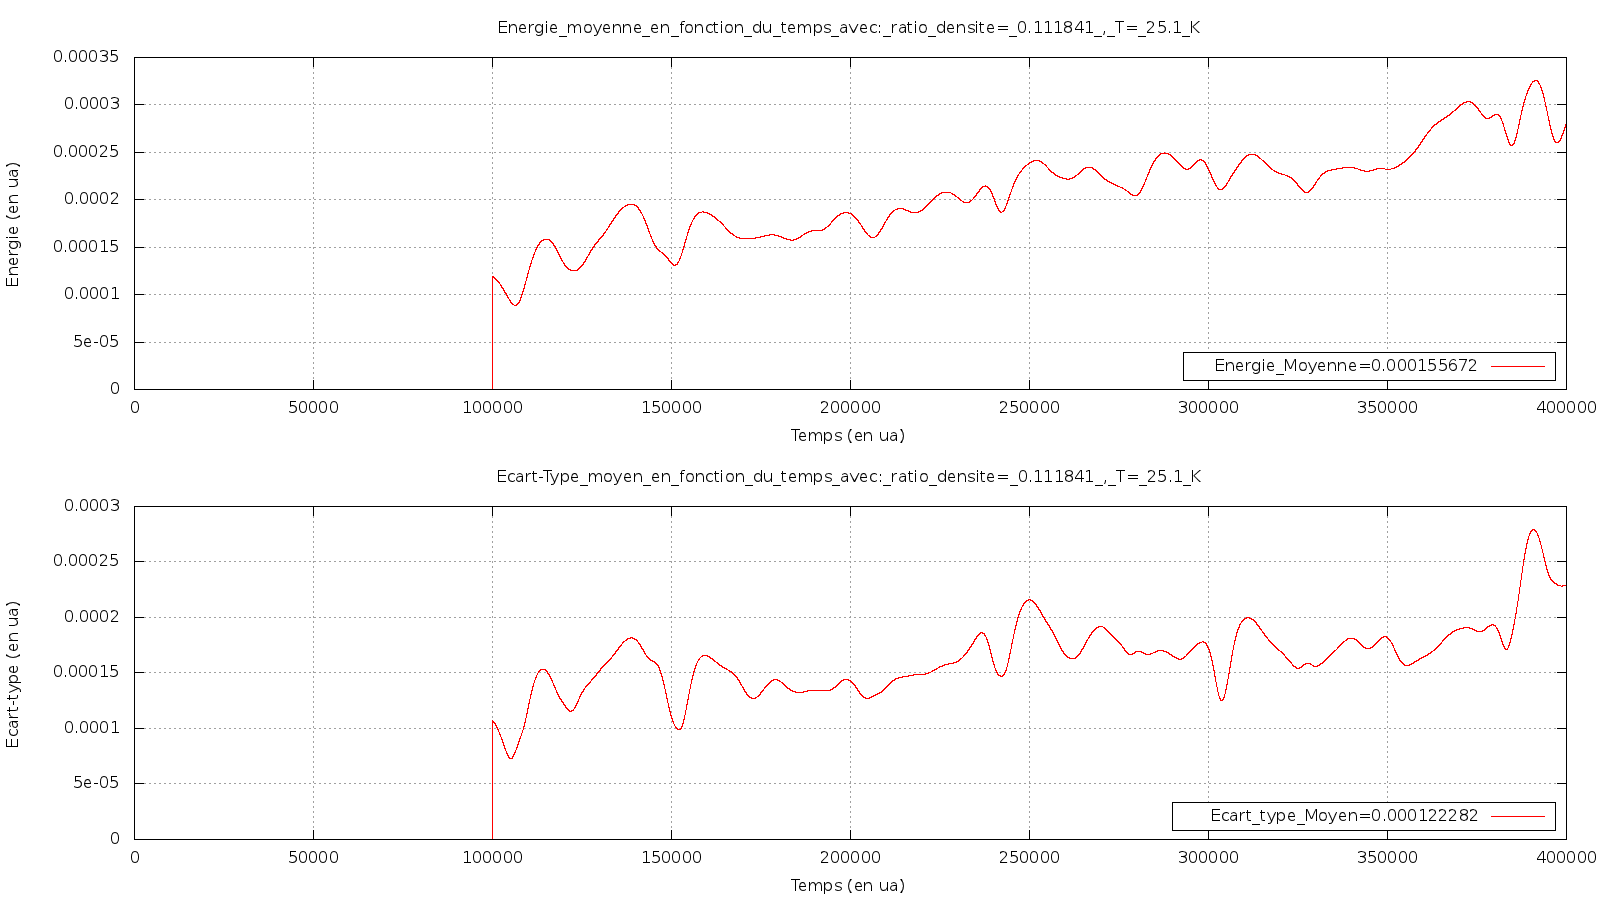 Energie_moyenne_en_fonction_du_temps_avec:_ratio_densite=_0.111841_,_T=_25.1_K
0.00035
0.0003
0.00025
0.0002
0.00015
0.0001
5e-05
0
Energie (en ua)
Energie_Moyenne=0.000155672
0 50000 100000 150000 200000 250000 300000 350000 400000
Temps (en ua)
Ecart-Type_moyen_en_fonction_du_temps_avec:_ratio_densite=_0.111841_,_T=_25.1_K
0.0003
0.00025
0.0002
0.00015
0.0001
5e-05
0
Ecart-type (en ua)
Ecart_type_Moyen=0.000122282
0 50000 100000 150000 200000 250000 300000 350000 400000
Temps (en ua)